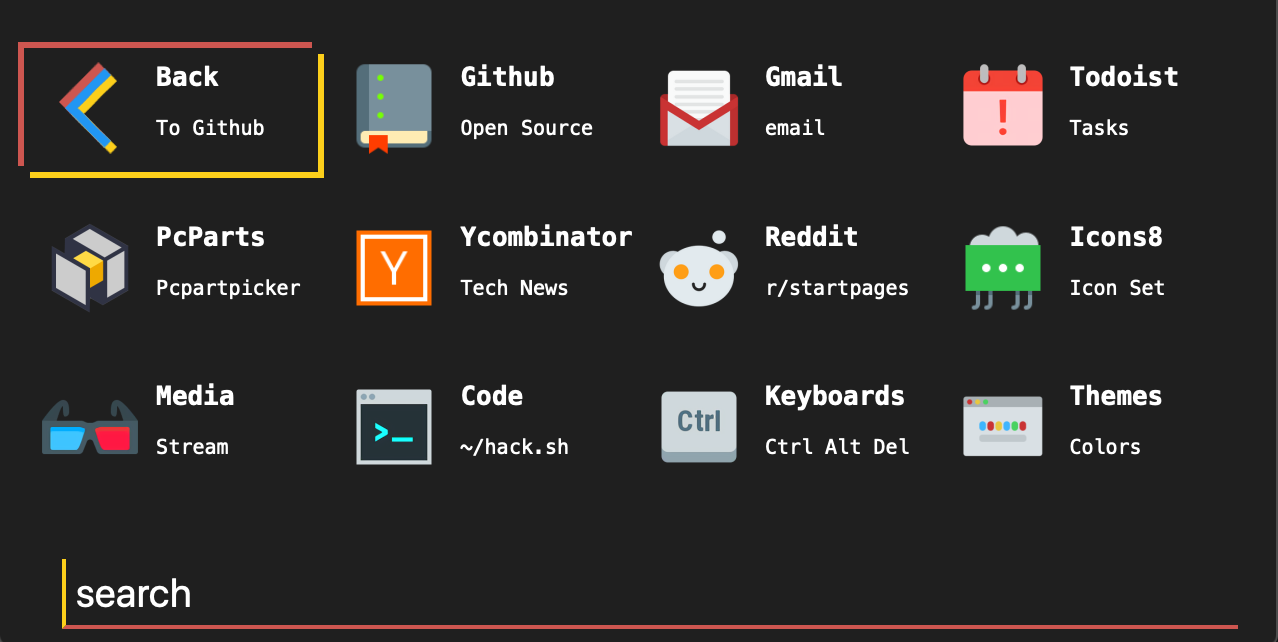 Back
To Github
Github
Open Source
Gmail
email
Todoist
Tasks
!
PcParts
Pcpartpicker
Y
Ycombinator
Tech News
Reddit
r/startpages
Icons8
Icon Set
Media
Stream
>_
Code
~/hack.sh
Ctrl
Keyboards
Ctrl Alt Del
Themes
Colors
search